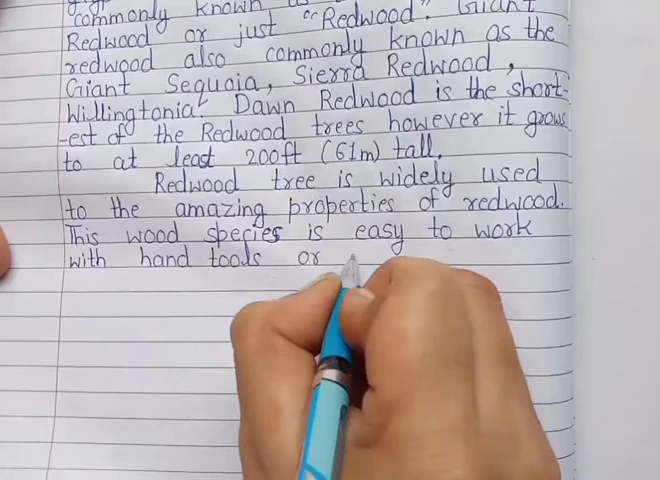 commonly known
Redwood or just "Redwood". Giant
redwood also commonly known as the
Giant Sequoia, Sierra Redwood,
Willingtonia. Dawn Redwood is the short-
-est of the Redwood trees however it grows
to at least 200ft (61m) tall.
Redwood tree is widely used
to the amazing properties of redwood.
This wood species is easy to work
with hand tools or